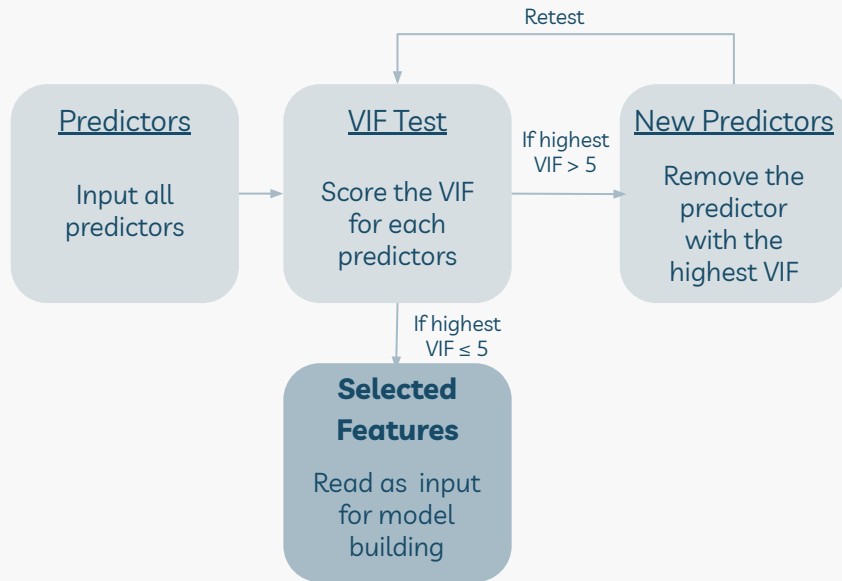 Retest
Predictors
Input all
predictors
VIF Test
Score the VIF
for each
predictors
If highest
VIF > 5
New Predictors
Remove the
predictor
with the
highest VIF
If highest
VIF ≤ 5
Selected
Features
Read as input
for model
building